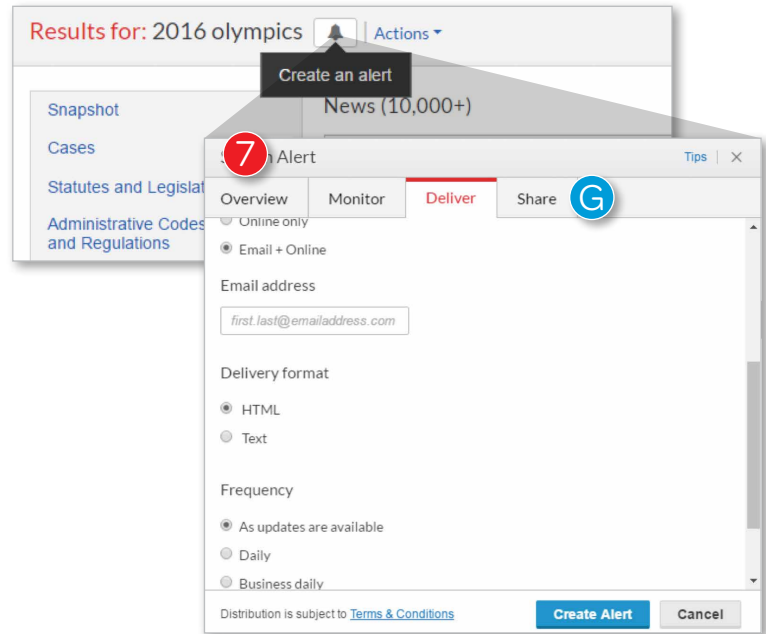 Results for: 2016 olympics Actions
Create an alert
Snapshot
News (10,000+)
Cases
7 Alert Tips ×
Statutes and
Overview Monitor Deliver Share G
Administrative Codes
and Regulations
Online only
Email + Online
Email address
first.last@emailaddress.com
Delivery format
HTML
Text
Frequency
As updates are available
Daily
Business daily
Distribution is subject to Terms & Conditions Create Alert Cancel